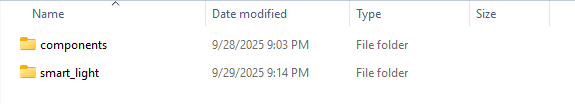 Name Date modified Type Size
components 9/28/2025 9:03 PM File folder
smart_light 9/29/2025 9:14 PM File folder